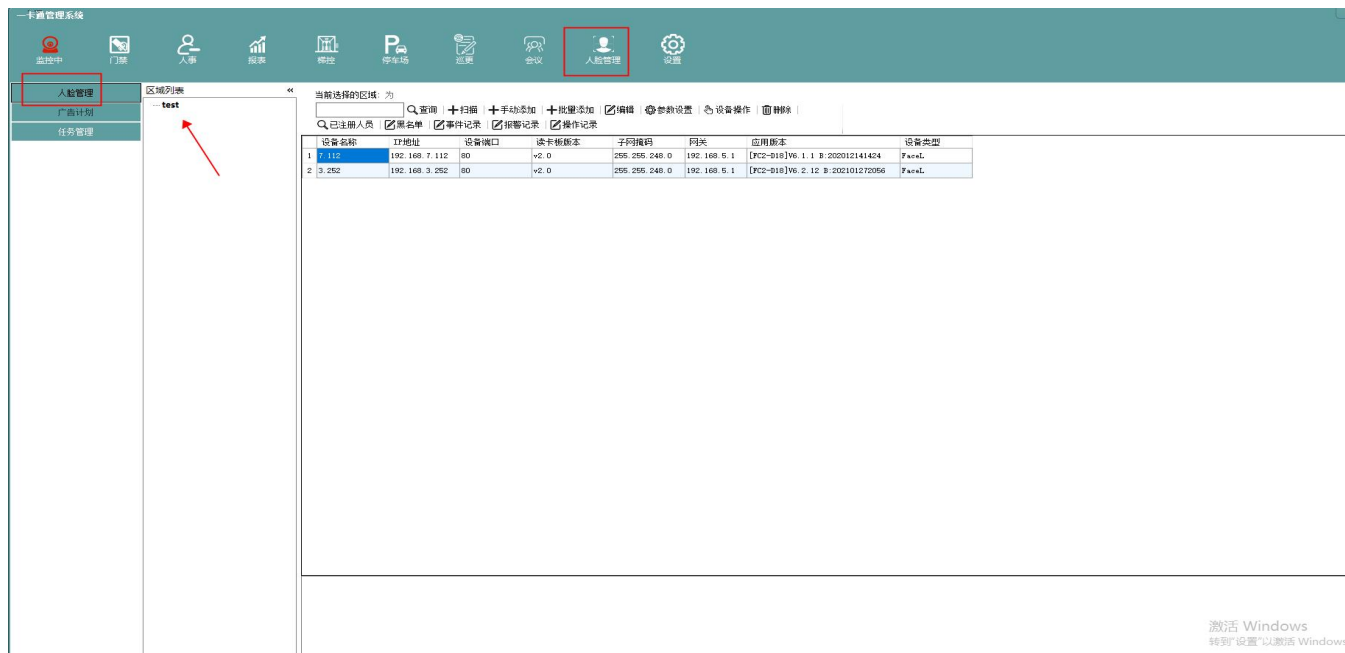 一卡通管理系统
监控中 门禁 人事 报表 梯控 停车场 巡更 会议 人脸管理 设置
人脸管理
广告计划
任务管理
区域列表 «
test
当前选择的区域: 为
查询 扫描 手动添加 批量添加 编辑 参数设置 设备操作 删除
已注册人员 黑名单 事件记录 报警记录 操作记录
设备名称 IP地址 设备端口 读卡板版本 子网掩码 网关 应用版本 设备类型
1 7.112 192.168.7.112 80 v2.0 255.255.248.0 192.168.5.1 [FC2-D18]V6.1.1 B:202012141424 FaceL
2 3.252 192.168.3.252 80 v2.0 255.255.248.0 192.168.5.1 [FC2-D18]V6.2.12 B:202101272056 FaceL
激活 Windows
转到"设置"以激活 Windows